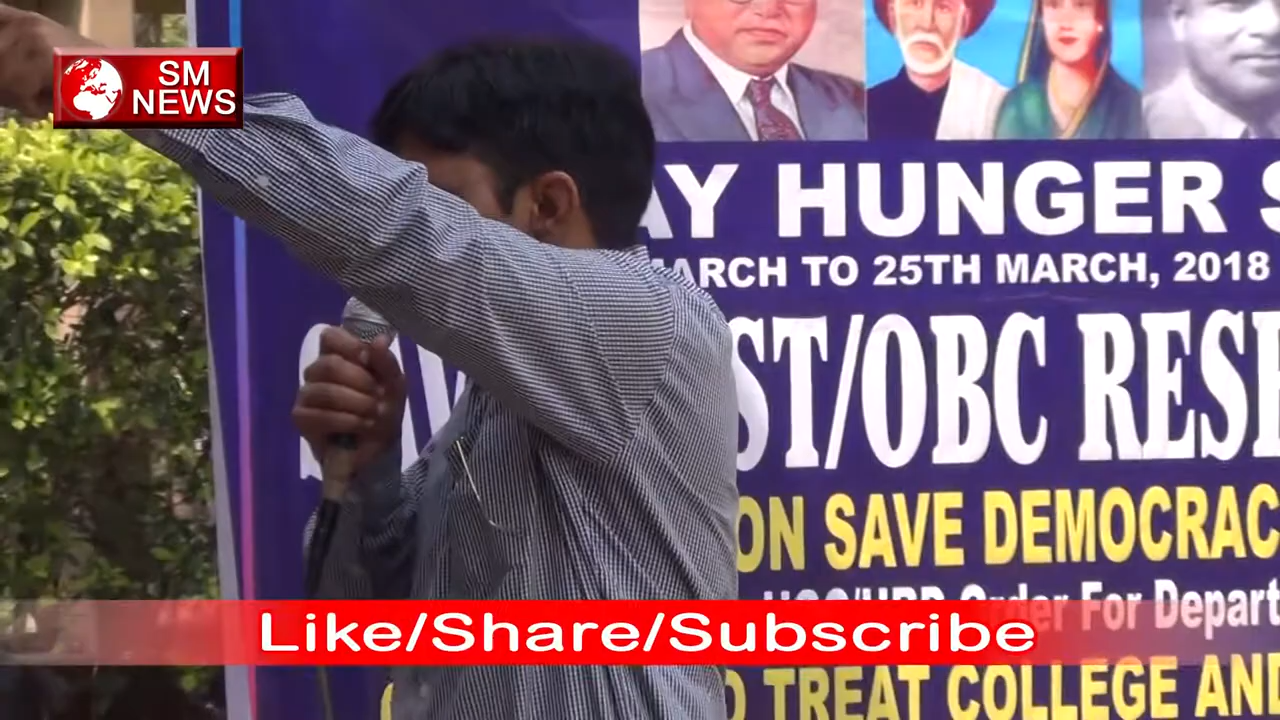 SM
NEWS
AY HUNGER S
MARCH TO 25TH MARCH, 2018
ST/OBC RESE
ON SAVE DEMOCRAC
Order For Depart
Like/Share/Subscribe
TREAT COLLEGE AND